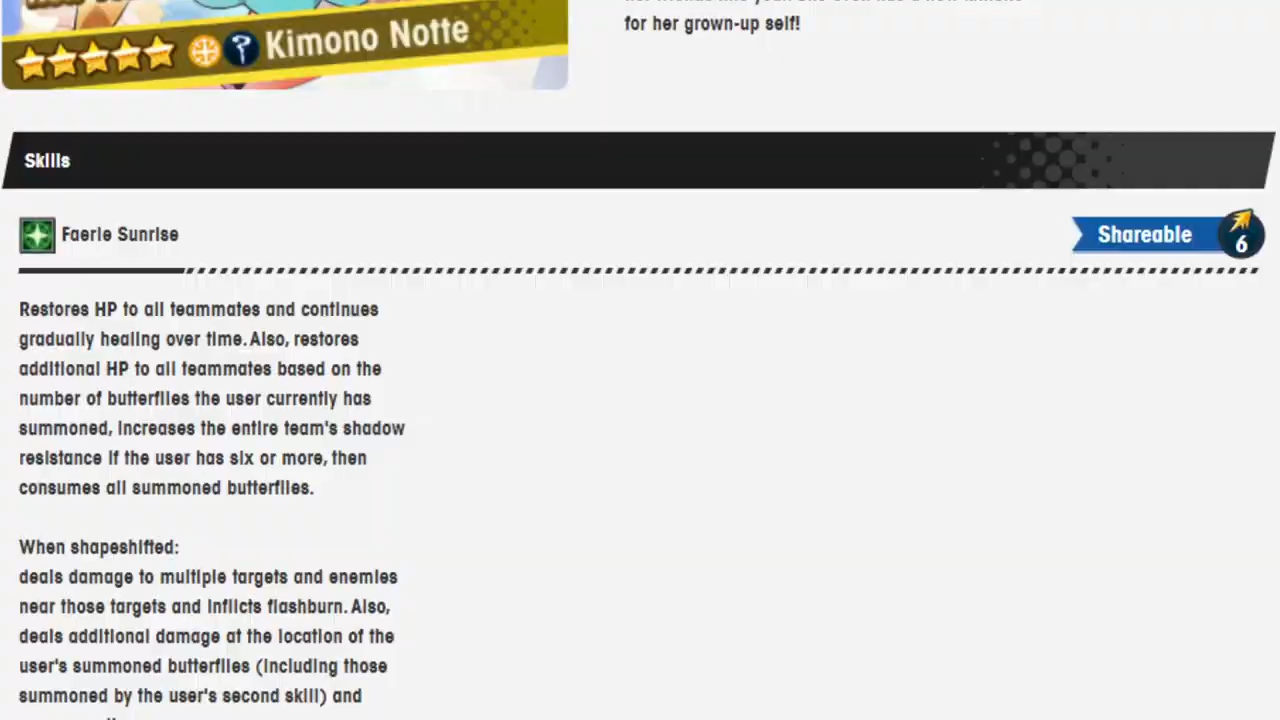 for her grown-up self!
Kimono Notte
Skills
Faerie Sunrise
Shareable
6
Restores HP to all teammates and continues
gradually healing over time. Also, restores
additional HP to all teammates based on the
number of butterflies the user currently has
summoned, increases the entire team's shadow
resistance if the user has six or more, then
consumes all summoned butterflies.
When shapeshifted:
deals damage to multiple targets and enemies
near those targets and inflicts flashburn. Also,
deals additional damage at the location of the
user's summoned butterflies (including those
summoned by the user's second skill) and